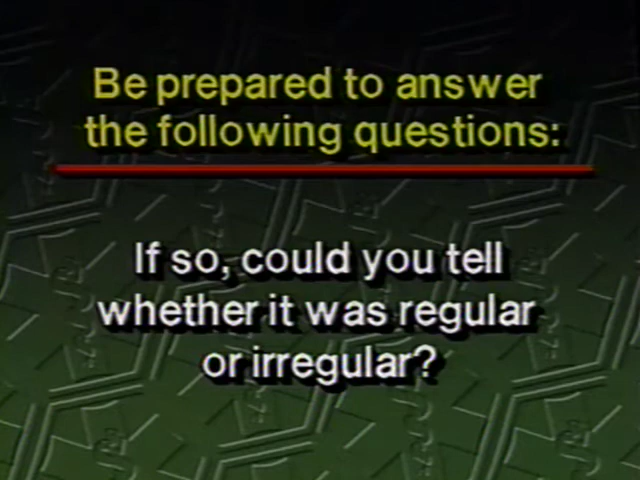 Be prepared to answer
the following questions:
If so, could you tell
whether it was regular
or irregular?